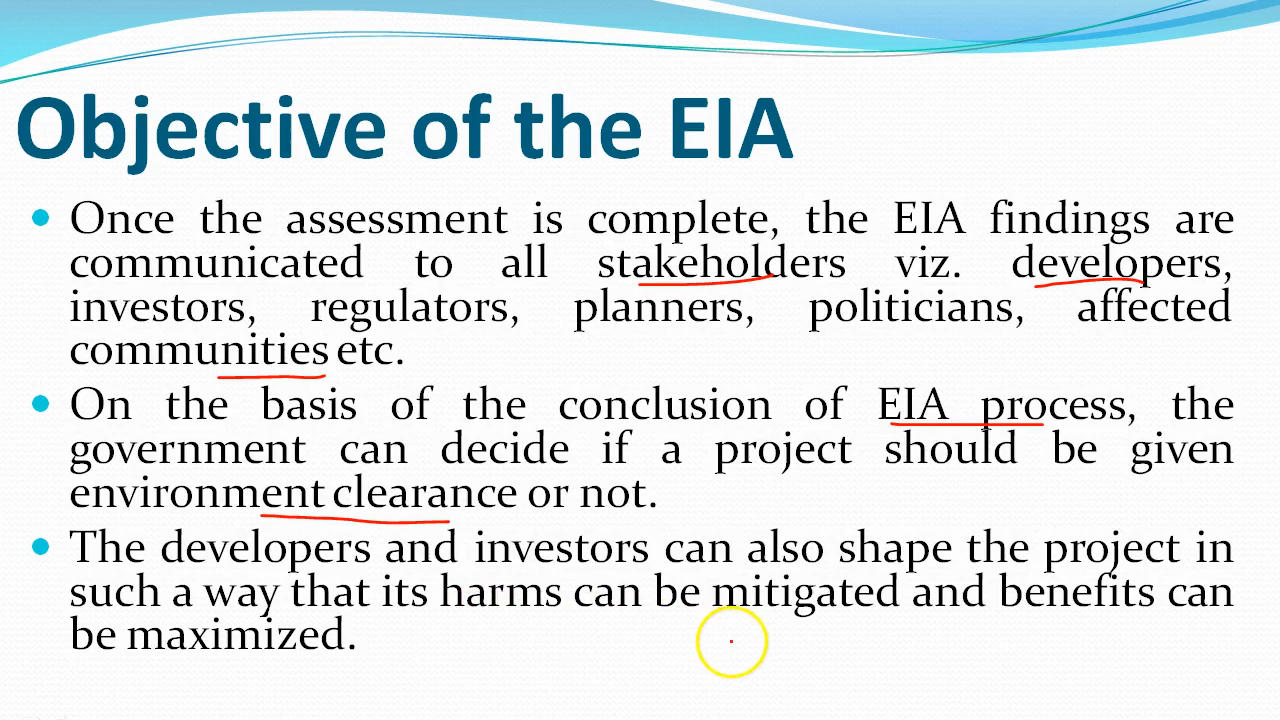 Objective of the EIA
Once the assessment is complete, the EIA findings are
communicated to all stakeholders viz. developers,
investors, regulators, planners, politicians, affected
communities etc.
On the basis of the conclusion of EIA process, the
government can decide if a project should be given
environment clearance or not.
The developers and investors can also shape the project in
such a way that its harms can be mitigated and benefits can
be maximized.